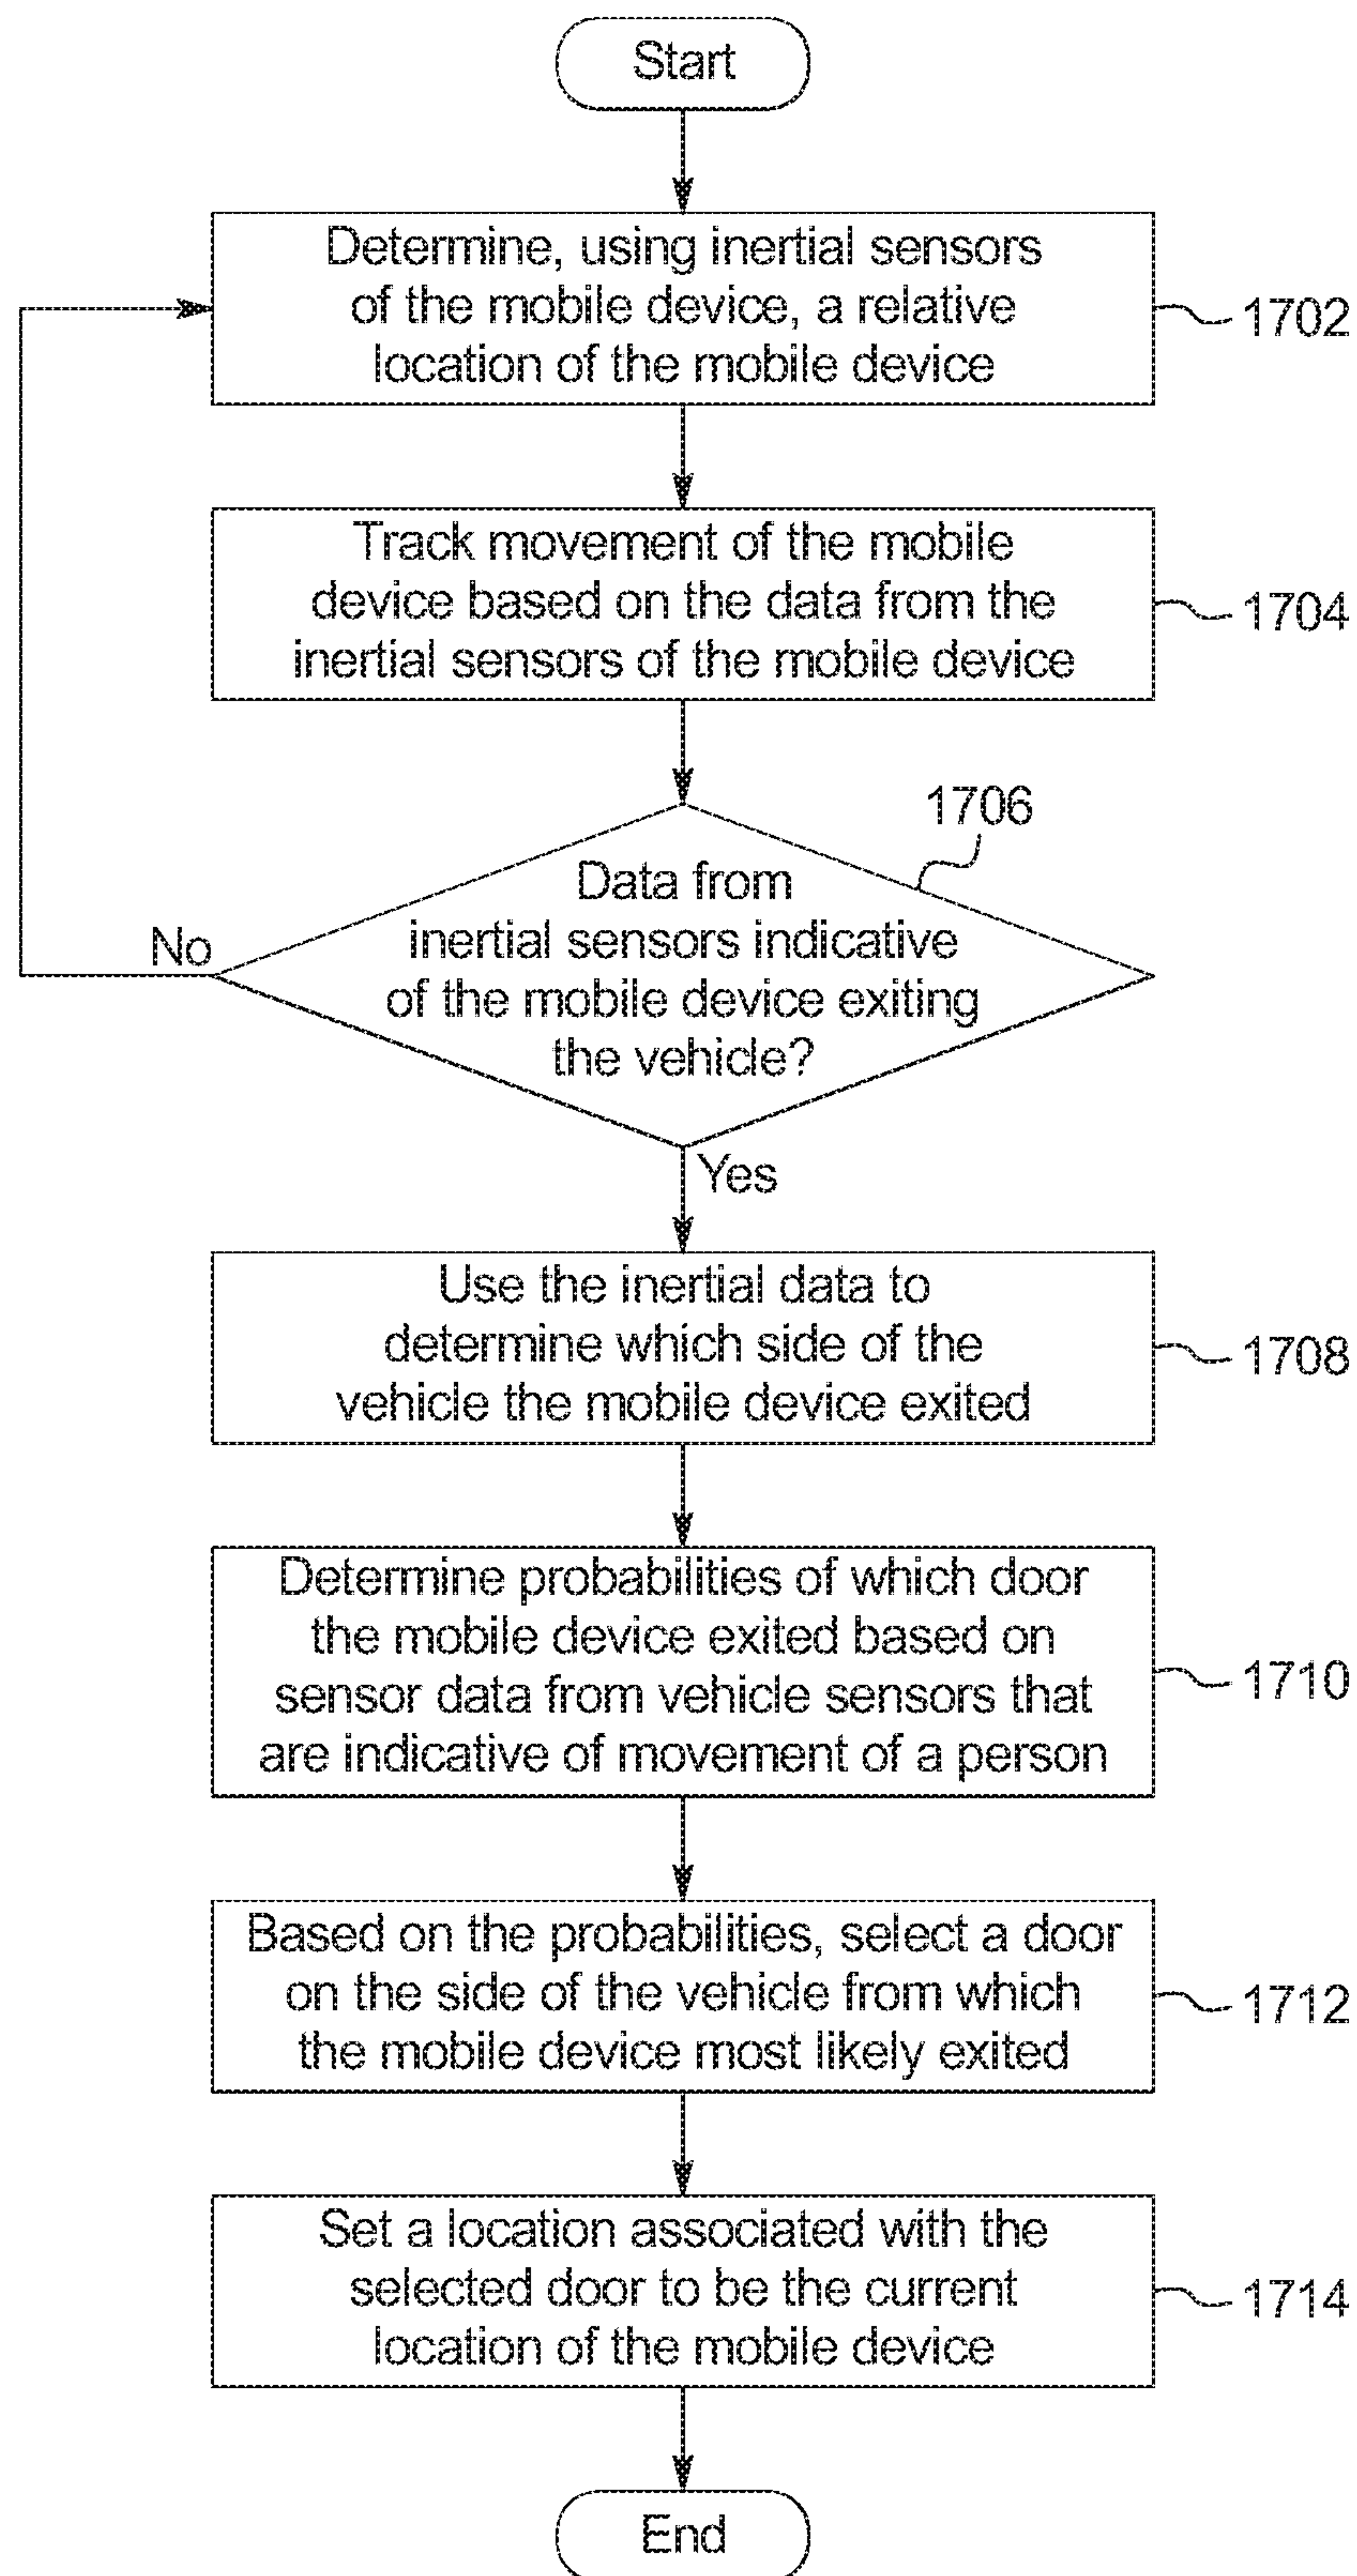 Start
Determine, using inertial sensors
of the mobile device, a relative
location of the mobile device
1702
Track movement of the mobile
device based on the data from the
inertial sensors of the mobile device
1704
1706
Data from
inertial sensors indicative
of the mobile device exiting
the vehicle?
No
Yes
Use the inertial data to
determine which side of the
vehicle the mobile device exited
1708
Determine probabilities of which door
the mobile device exited based on
sensor data from vehicle sensors that
are indicative of movement of a person
1710
Based on the probabilities, select a door
on the side of the vehicle from which
the mobile device most likely exited
1712
Set a location associated with the
selected door to be the current
location of the mobile device
1714
End